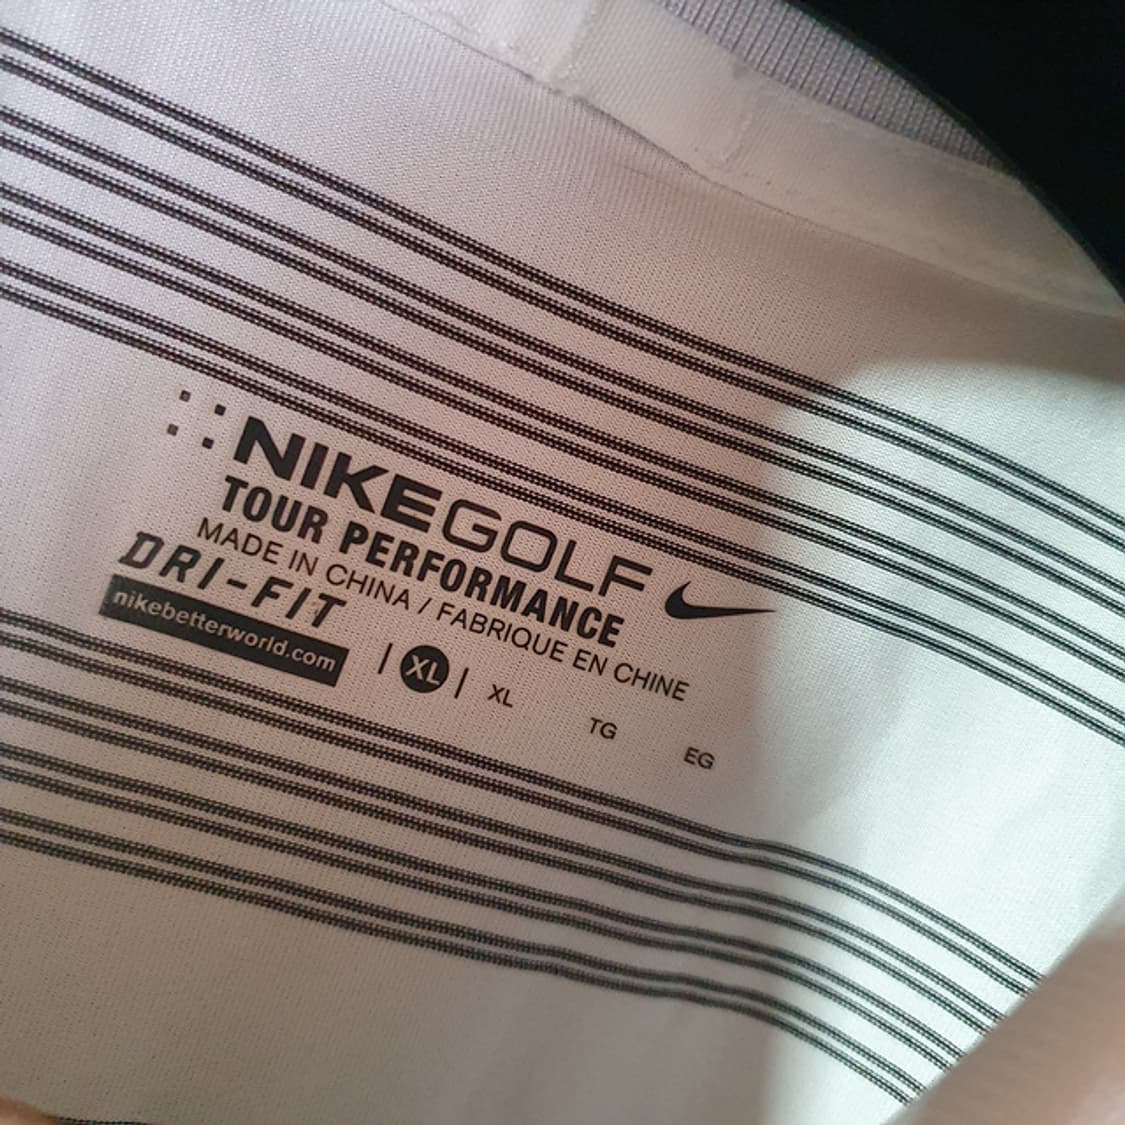 NIKEGOLF
TOUR PERFORMANCE
MADE IN CHINA / FABRIQUE EN CHINE
DRI-FIT
nikebetterworld.com
| XL | XL TG EG